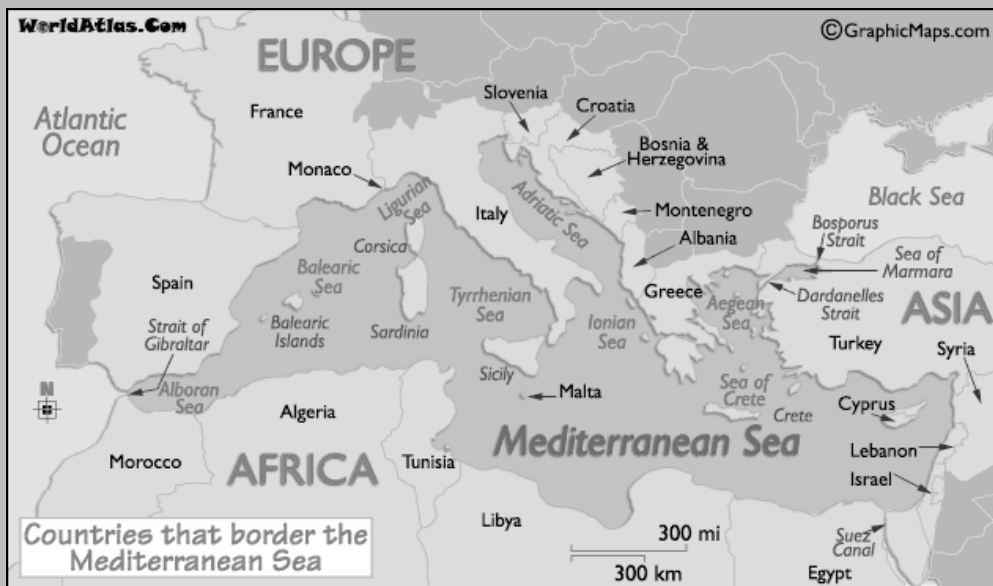 WorldAtlas.Com
©GraphicMaps.com
EUROPE
Atlantic
Ocean
France
Slovenia
Croatia
Bosnia &
Herzegovina
Monaco
Ligurian
Sea
Italy
Adriatic Sea
Montenegro
Albania
Black Sea
Bosporus
Strait
Sea of
Marmara
Corsica
Balearic
Sea
Spain
Tyrrhenian
Sea
Greece
Aegean
Sea
Dardanelles
Strait
ASIA
Strait of
Gibraltar
Balearic
Islands
Sardinia
Ionian
Sea
Turkey
Syria
N
Alboran
Sea
Sicily
Malta
Sea of
Crete
Crete
Cyprus
Algeria
Mediterranean Sea
Lebanon
Morocco
AFRICA
Tunisia
Israel
Libya
300 mi
300 km
Suez
Canal
Egypt
Countries that border the
Mediterranean Sea